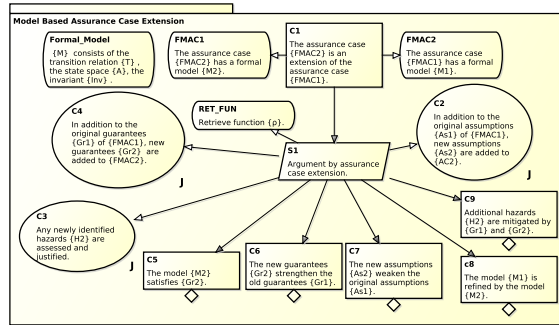 Model Based Assurance Case Extension
Formal_Model
{M} consists of the
transition relation {T} ,
the state space {A}, the
invariant {Inv} .
FMAC1
The assurance case
{FMAC2} has a formal
model {M2}.
C1
The assurance case
{FMAC2} is an
extension of the
assurance case
{FMAC1}.
FMAC2
The assurance case
{FMAC1} has a formal
model {M1}.
C4
In addition to the
original guarantees
{Gr1} of {FMAC1}, new
guarantees {Gr2} are
added to {FMAC2}.
J
RET_FUN
Retrieve function {ρ}.
C2
In addition to the
original assumptions
{As1} of {FMAC1},
new assumptions
{As2} are added to
{AC2}.
J
S1
Argument by assurance
case extension.
C3
Any newly identified
hazards {H2} are
assessed and
justified.
J
C9
Additional hazards
{H2} are mitigated by
{Gr1} and {Gr2}.
C5
The model {M2}
satisfies {Gr2}.
C6
The new guarantees
{Gr2} strengthen the
old guarantees {Gr1}.
C7
The new assumptions
{As2} weaken the
original assumptions
{As1}.
c8
The model {M1} is
refined by the model
{M2}.